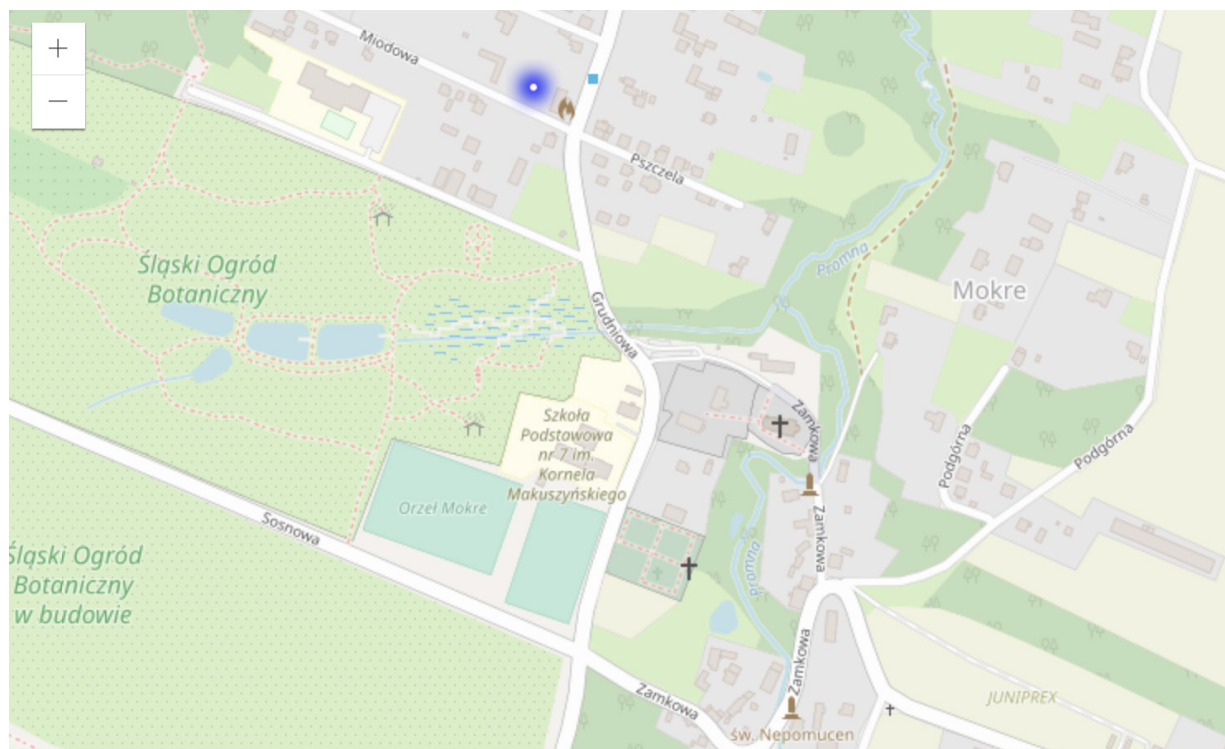 +
−
Miodowa
Pszczela
Promna
Śląski Ogród
Botaniczny
Mokre
Grudniowa
Szkoła
Podstawowa
nr 7 im.
Kornela
Makuszyńskiego
Zamkowa
Podgórna
Podgórna
Orzeł Mokre
Sosnowa
Zamkowa
Promna
Śląski Ogród
Botaniczny
w budowie
Zamkowa
Zamkowa
JUNIPREX
św. Nepomucen